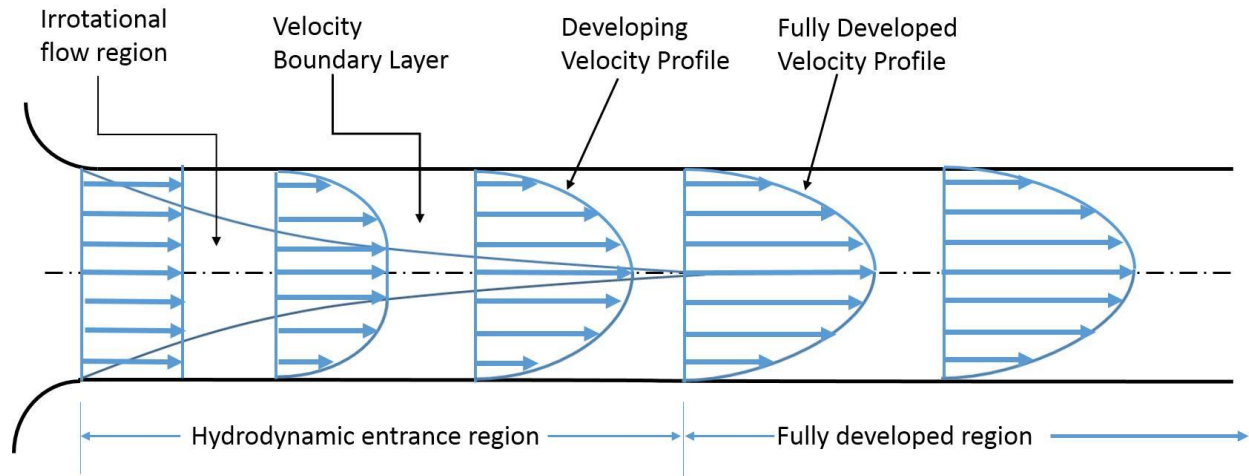 Irrotational
flow region
Velocity
Boundary Layer
Developing
Velocity Profile
Fully Developed
Velocity Profile
Hydrodynamic entrance region
Fully developed region